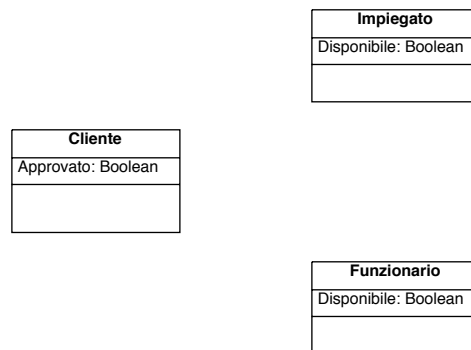 Impiegato
Disponibile: Boolean
Cliente
Approvato: Boolean
Funzionario
Disponibile: Boolean